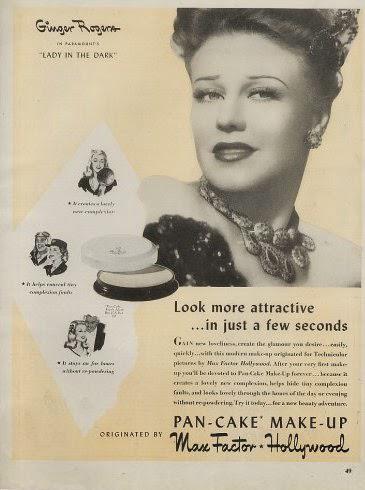 Ginger Rogers
IN PARAMOUNT'S
"LADY IN THE DARK"
★ It creates a lovely
new complexion
★ It helps conceal tiny
complexion faults
★ It stays on for hours
without re-powdering
Look more attractive
...in just a few seconds
GAIN new loveliness, create the glamour you desire...easily,
quickly...with this modern make-up originated for Technicolor
pictures by Max Factor Hollywood. After your very first make-
up you'll be devoted to Pan-Cake Make-Up forever...because it
creates a lovely new complexion, helps hide tiny complexion
faults, and looks lovely through the hours of the day or evening
without re-powdering. Try it today...for a new beauty adventure.
PAN-CAKE* MAKE-UP
ORIGINATED BY Max Factor ★ Hollywood
49